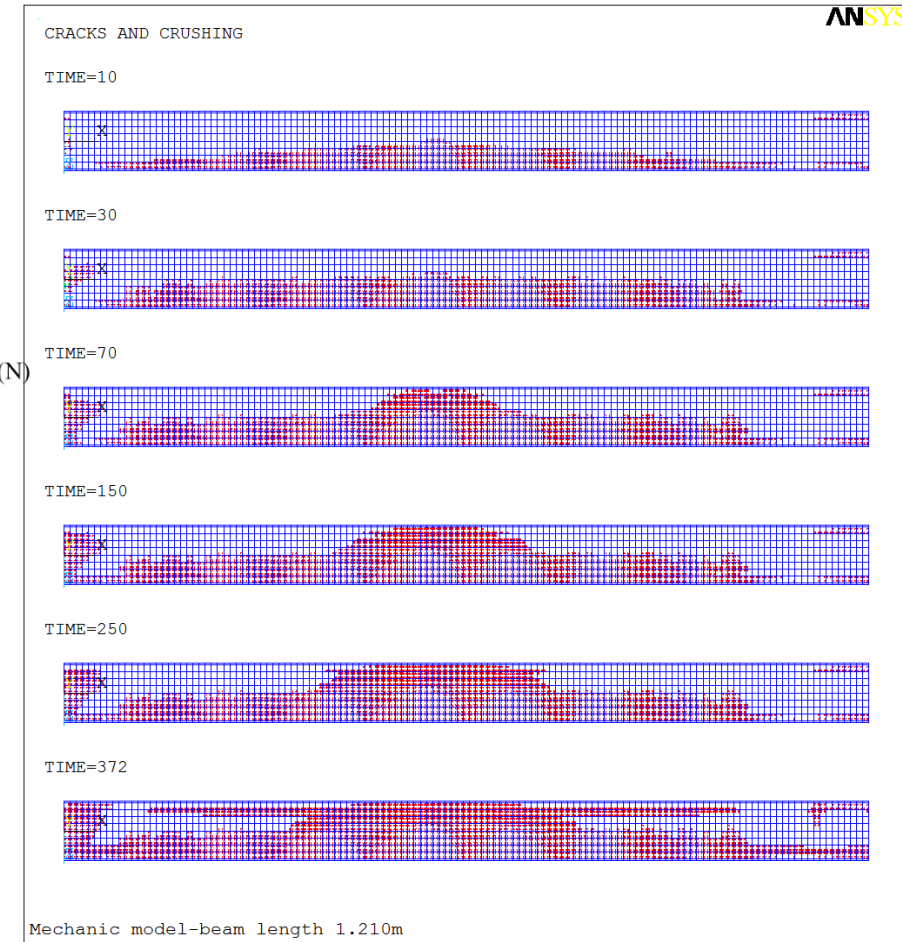 ANSYS
CRACKS AND CRUSHING
TIME=10
X
TIME=30
X
(N)
TIME=70
X
TIME=150
X
TIME=250
X
TIME=372
X
Mechanic model-beam length 1.210m